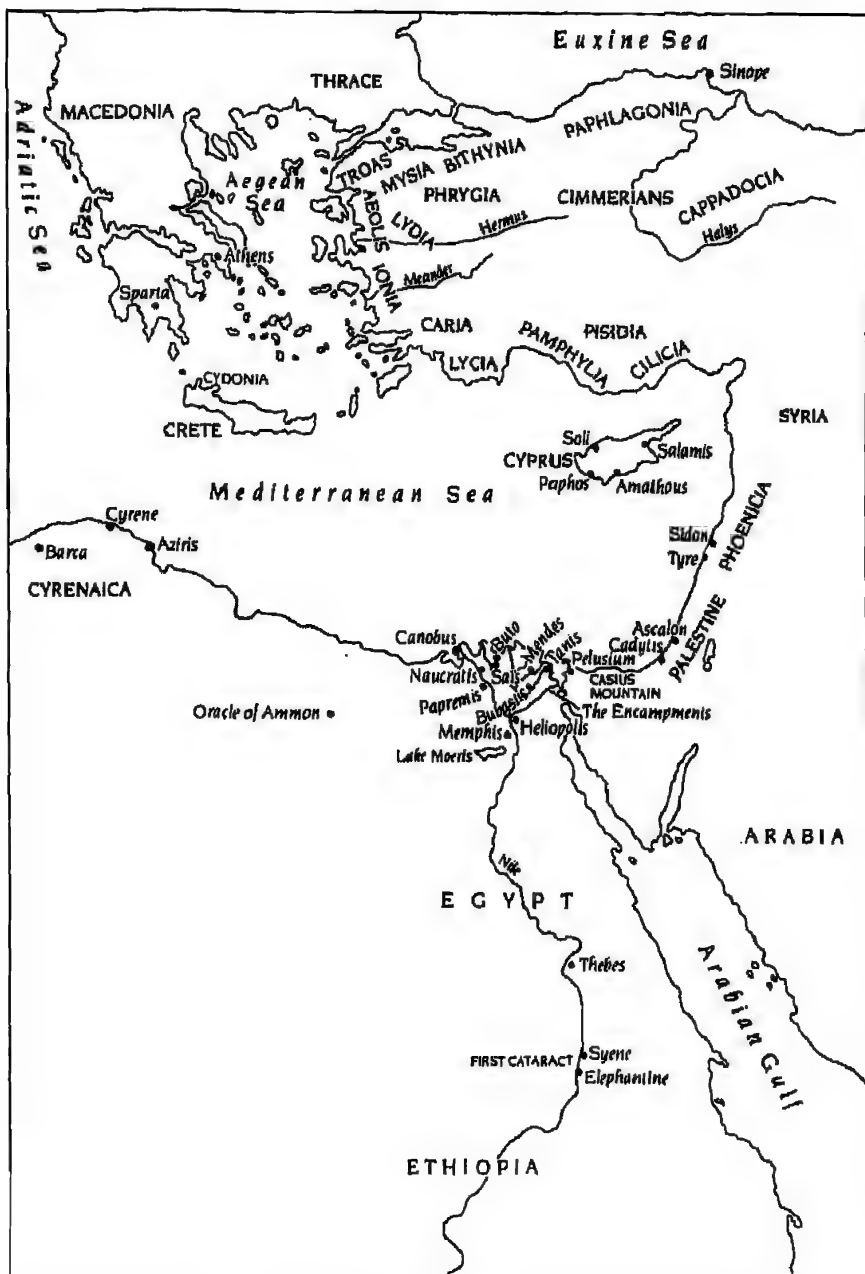 Euxine Sea
Sinope
THRACE
MACEDONIA
PAPHLAGONIA
Adriatic Sea
BITHYNIA
MYSIA
TROAS
Aegean
Sea
PHRYGIA
CIMMERIANS
CAPPADOCIA
AEOLIS
LYDIA
Hermus
Halys
Athens
IONIA
Meander
Sparta
CARIA
PISIDIA
PAMPHYLIA
CILICIA
LYCIA
CYDONIA
CRETE
SYRIA
Soli
Salamis
CYPRUS
Paphos
Amathous
Mediterranean Sea
Cyrene
Barca
Aziris
CYRENAICA
Sidon
Tyre
PHOENICIA
Ascalon
Cadytis
PALESTINE
Canobus
Buto
Mendes
Tanis
Pelusium
Naucratis
Sais
CASIUS
MOUNTAIN
Papremis
Bubastis
The Encampments
Oracle of Ammon
Memphis
Heliopolis
Lake Moeris
ARABIA
Nile
EGYPT
Thebes
Arabian Gulf
FIRST CATARACT
Syene
Elephantine
ETHIOPIA